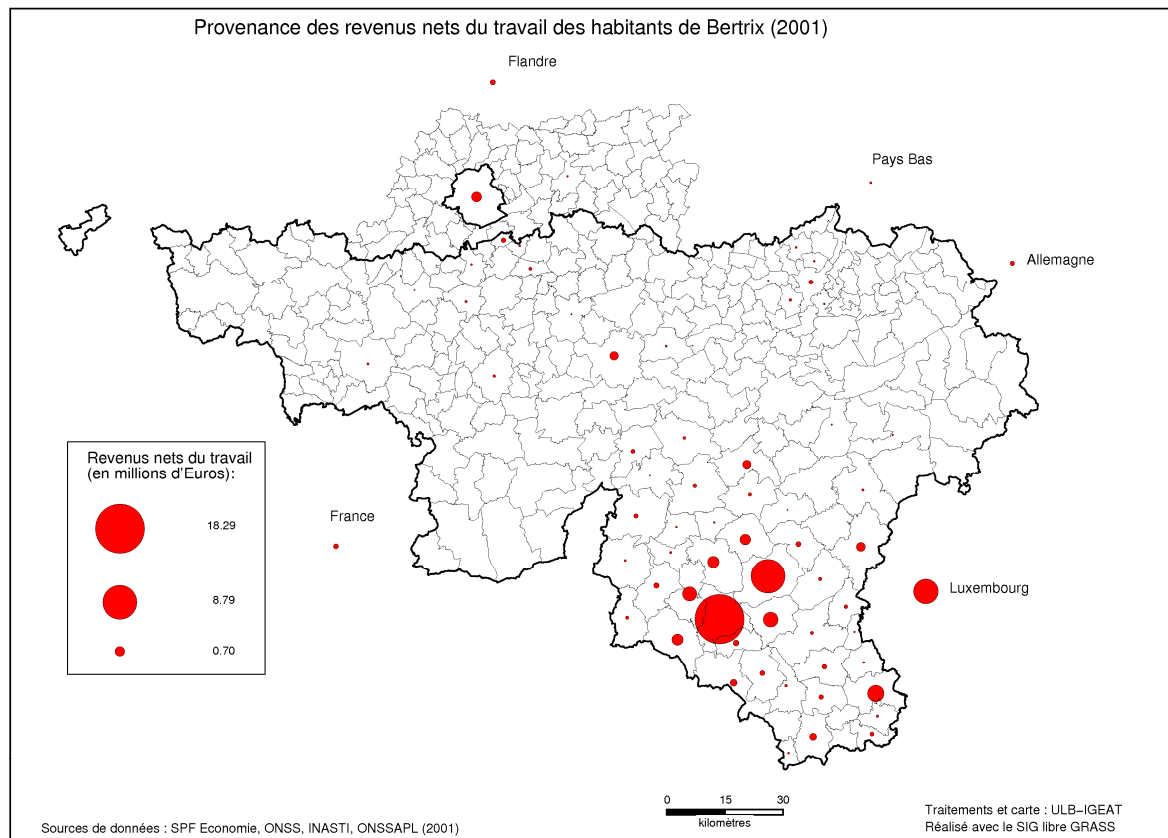 Provenance des revenus nets du travail des habitants de Bertrix (2001)
Flandre
Pays Bas
Allemagne
Revenus nets du travail
(en millions d'Euros):
18.29
8.79
0.70
France
Luxembourg
0 15 30
kilomètres
Sources de données : SPF Economie, ONSS, INASTI, ONSSAPL (2001)
Traitements et carte : ULB–IGEAT
Réalisé avec le SIG libre GRASS